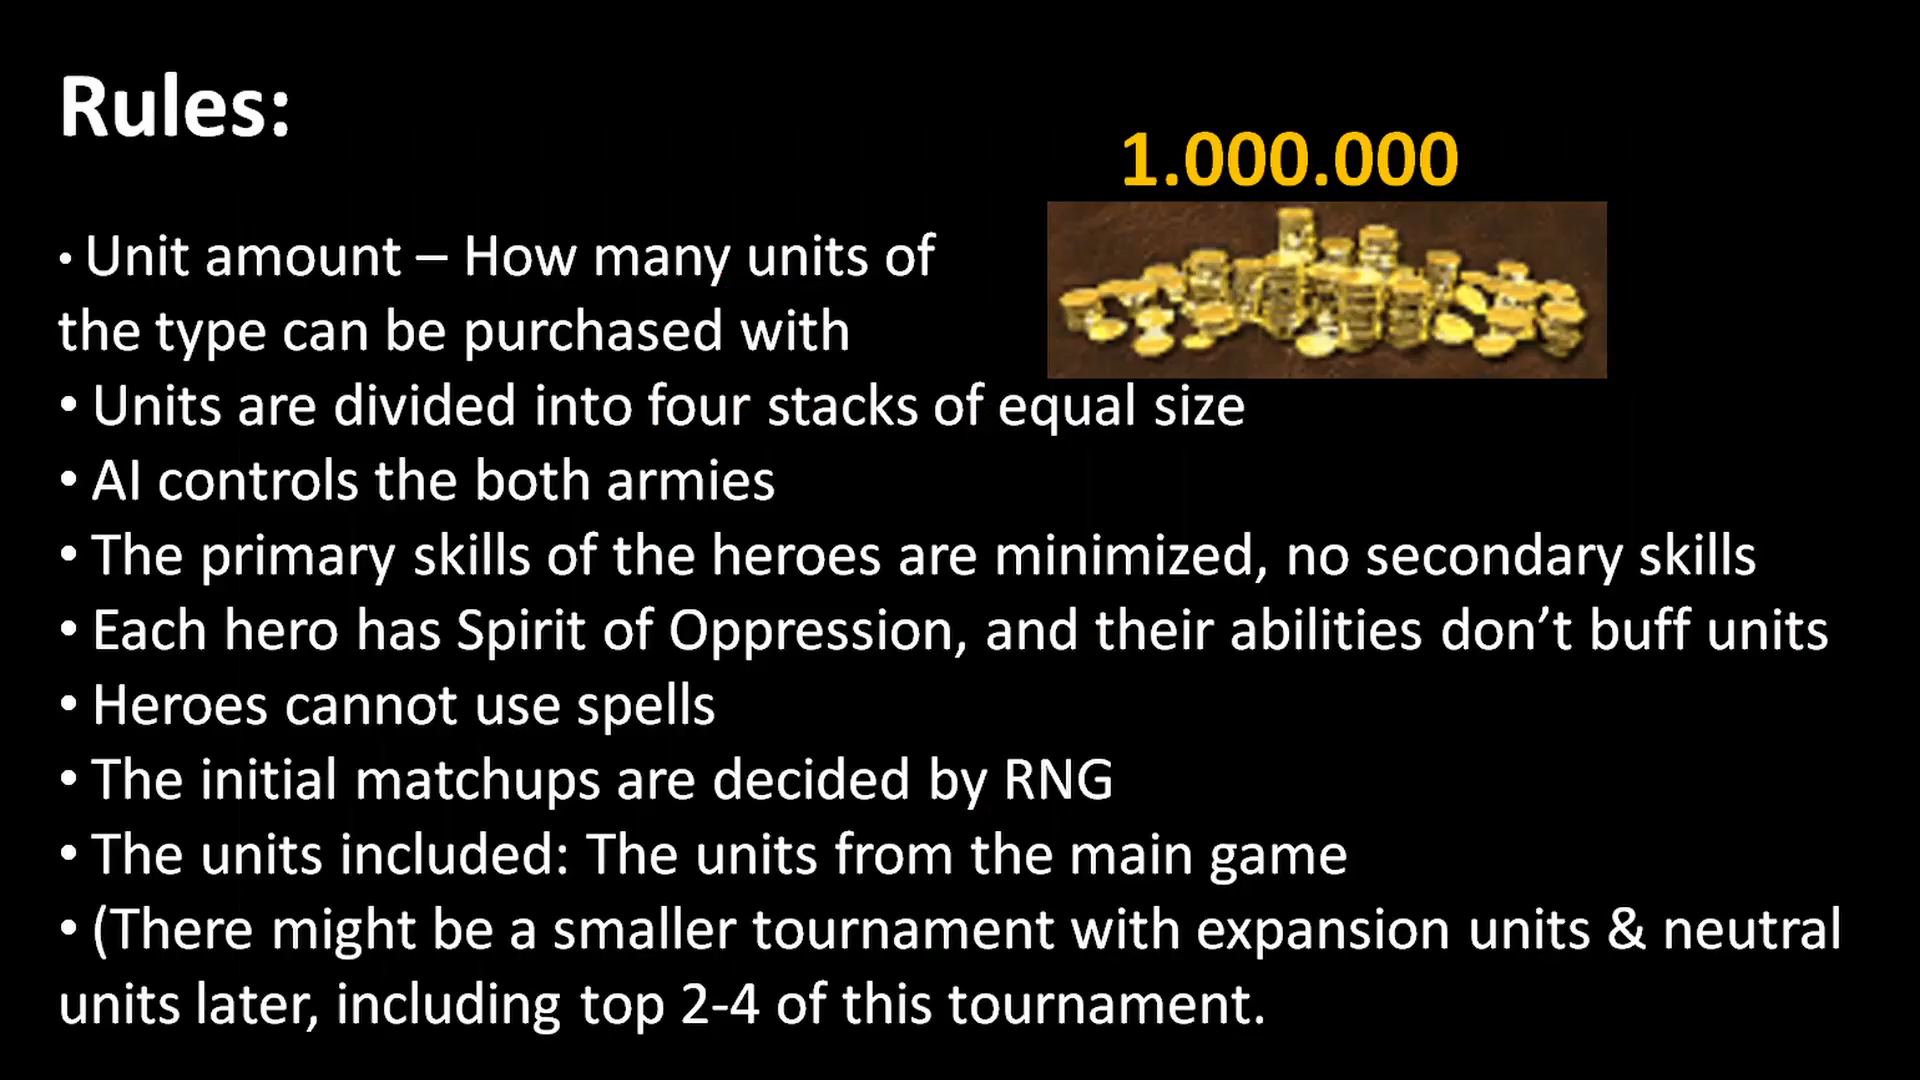 Rules:
1.000.000
• Unit amount – How many units of
the type can be purchased with
• Units are divided into four stacks of equal size
• AI controls the both armies
• The primary skills of the heroes are minimized, no secondary skills
• Each hero has Spirit of Oppression, and their abilities don’t buff units
• Heroes cannot use spells
• The initial matchups are decided by RNG
• The units included: The units from the main game
• (There might be a smaller tournament with expansion units & neutral
units later, including top 2-4 of this tournament.